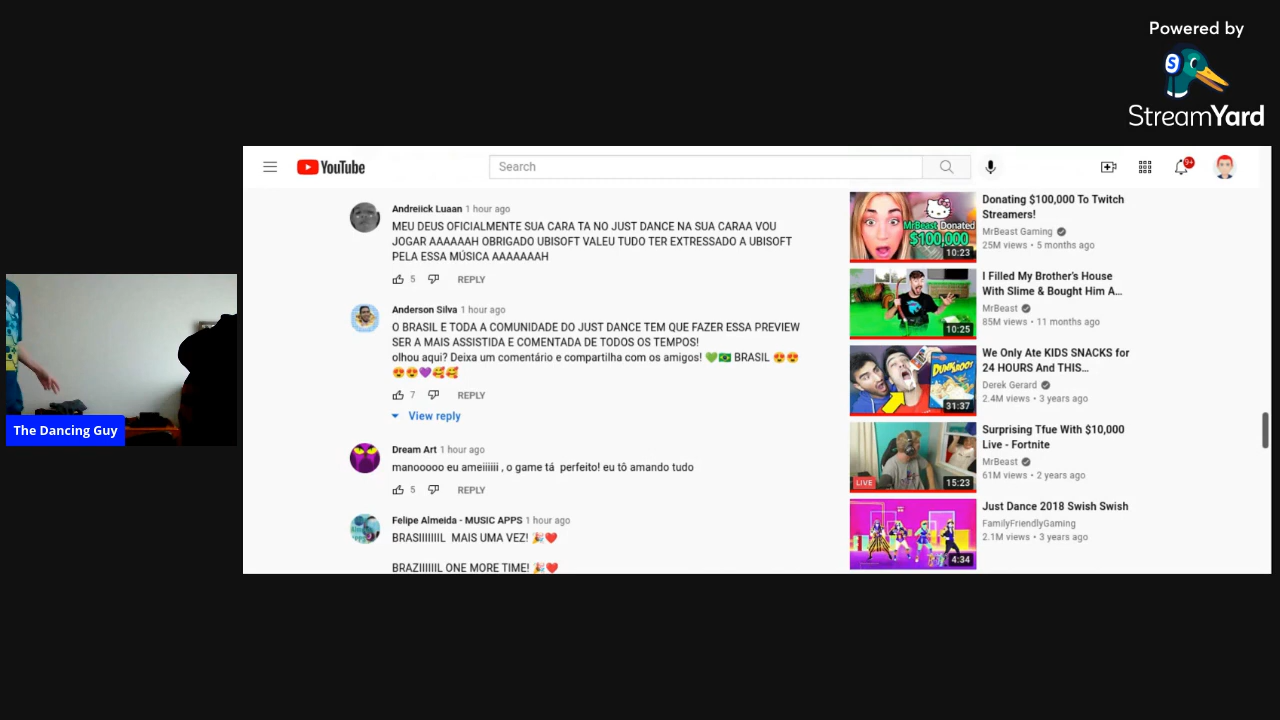 Powered by
StreamYard
YouTube
Search
9+
Andreiick Luaan 1 hour ago
MEU DEUS OFICIALMENTE SUA CARA TA NO JUST DANCE NA SUA CARAA VOU
JOGAR AAAAAAH OBRIGADO UBISOFT VALEU TUDO TER EXTRESSADO A UBISOFT
PELA ESSA MÚSICA AAAAAAAH
5 REPLY
Anderson Silva 1 hour ago
O BRASIL E TODA A COMUNIDADE DO JUST DANCE TEM QUE FAZER ESSA PREVIEW
SER A MAIS ASSISTIDA E COMENTADA DE TODOS OS TEMPOS!
olhou aqui? Deixa um comentário e compartilha com os amigos! 💚🇧🇷 BRASIL 😍😍
😍😍💜🥰🥰
7 REPLY
View reply
Dream Art 1 hour ago
manooooo eu ameiiiiii , o game tá perfeito! eu tô amando tudo
5 REPLY
Felipe Almeida - MUSIC APPS 1 hour ago
BRASIIIIIIIL MAIS UMA VEZ! 🎉❤️
BRAZIIIIIIL ONE MORE TIME! 🎉❤️
MrBeast Donated
$100,000
10:23
Donating $100,000 To Twitch
Streamers!
MrBeast Gaming
25M views • 5 months ago
10:25
I Filled My Brother's House
With Slime & Bought Him A...
MrBeast
85M views • 11 months ago
DUNKAROOS
31:37
We Only Ate KIDS SNACKS for
24 HOURS And THIS...
Derek Gerard
2.4M views • 3 years ago
LIVE
15:23
Surprising Tfue With $10,000
Live - Fortnite
MrBeast
61M views • 2 years ago
4:34
Just Dance 2018 Swish Swish
FamilyFriendlyGaming
2.1M views • 3 years ago
The Dancing Guy